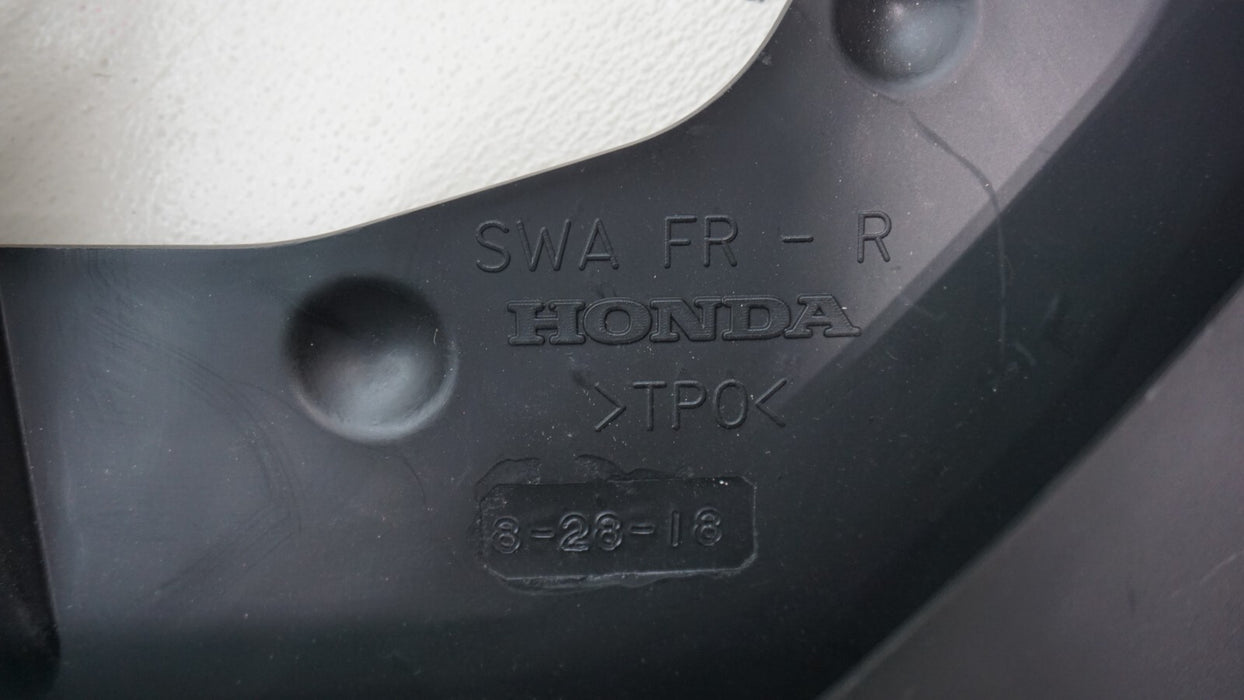 SWA FR - R
HONDA
>TPO<
8-28-18